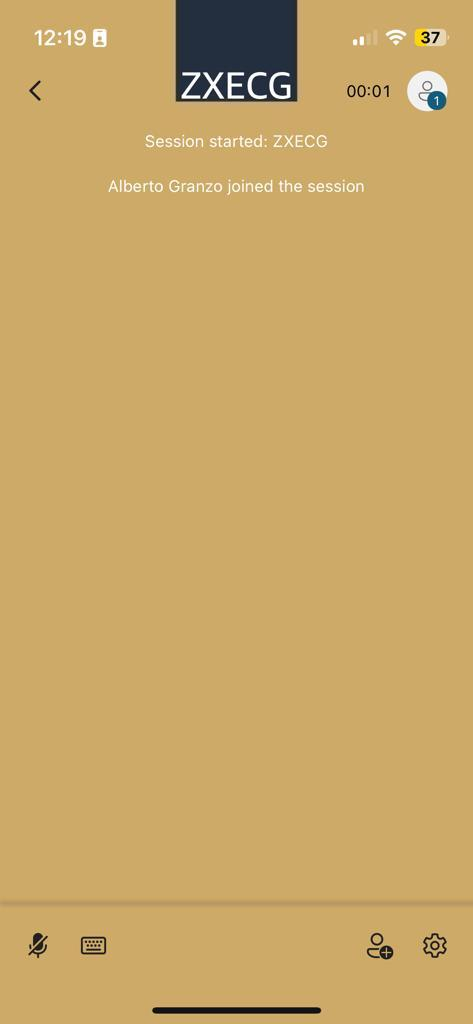 12:19
37
ZXECG
00:01
1
Session started: ZXECG
Alberto Granzo joined the session